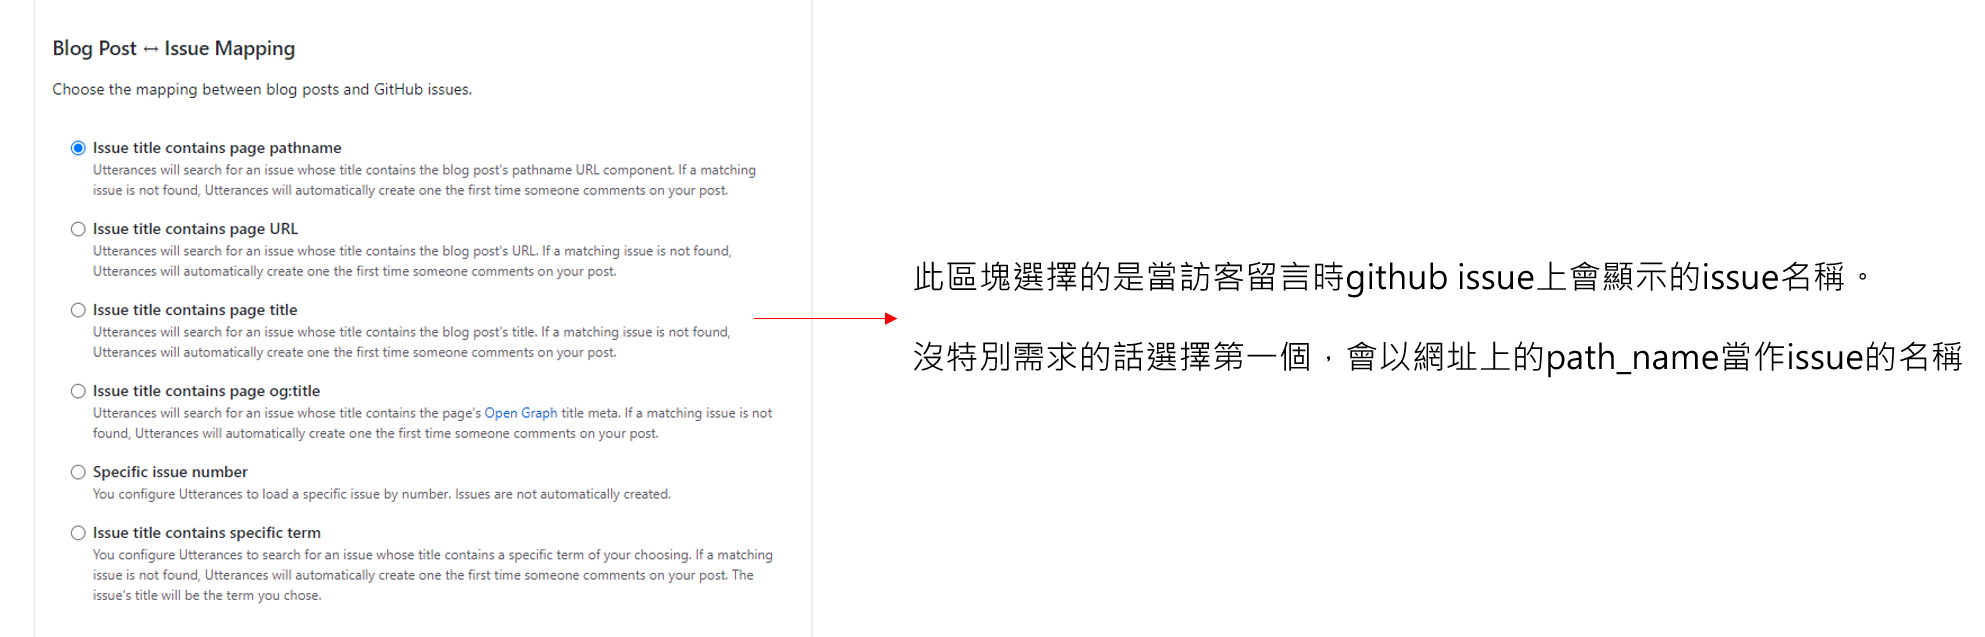 Blog Post ↔ Issue Mapping
Choose the mapping between blog posts and GitHub issues.
Issue title contains page pathname
Utterances will search for an issue whose title contains the blog post's pathname URL component. If a matching
issue is not found, Utterances will automatically create one the first time someone comments on your post.
Issue title contains page URL
Utterances will search for an issue whose title contains the blog post's URL. If a matching issue is not found,
Utterances will automatically create one the first time someone comments on your post.
Issue title contains page title
Utterances will search for an issue whose title contains the blog post's title. If a matching issue is not found,
Utterances will automatically create one the first time someone comments on your post.
Issue title contains page og:title
Utterances will search for an issue whose title contains the page's Open Graph title meta. If a matching issue is not
found, Utterances will automatically create one the first time someone comments on your post.
Specific issue number
You configure Utterances to load a specific issue by number. Issues are not automatically created.
Issue title contains specific term
You configure Utterances to search for an issue whose title contains a specific term of your choosing. If a matching
issue is not found, Utterances will automatically create one the first time someone comments on your post. The
issue's title will be the term you chose.
此區塊選擇的是當訪客留言時github issue上會顯示的issue名稱。
沒特別需求的話選擇第一個，會以網址上的path_name當作issue的名稱